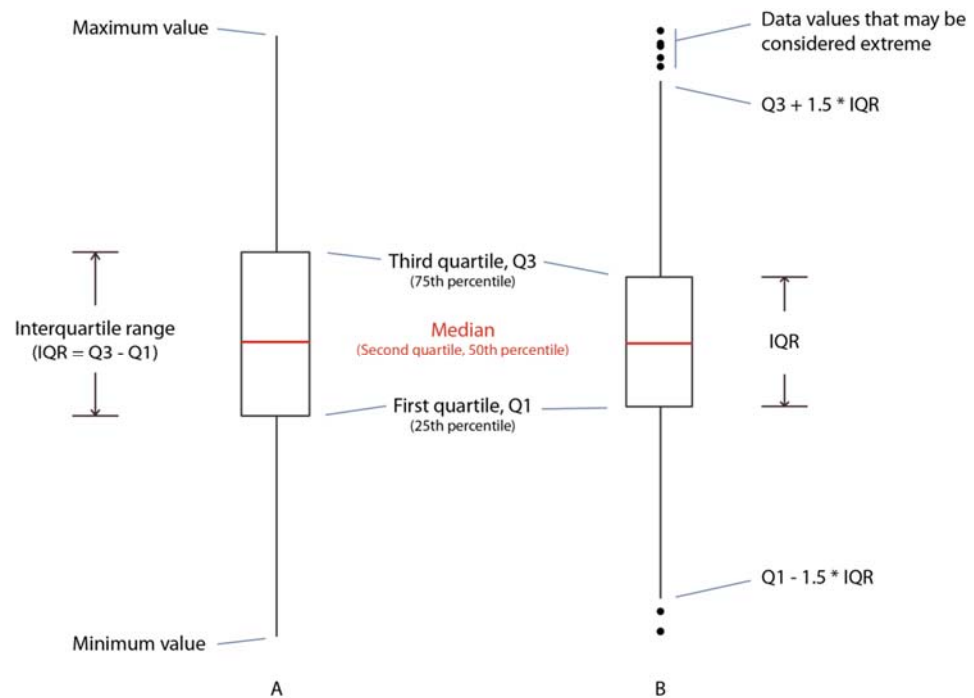 Maximum value
Data values that may be
considered extreme
Q3 + 1.5 * IQR
Third quartile, Q3
(75th percentile)
Interquartile range
(IQR = Q3 - Q1)
Median
(Second quartile, 50th percentile)
IQR
First quartile, Q1
(25th percentile)
Q1 - 1.5 * IQR
Minimum value
A
B